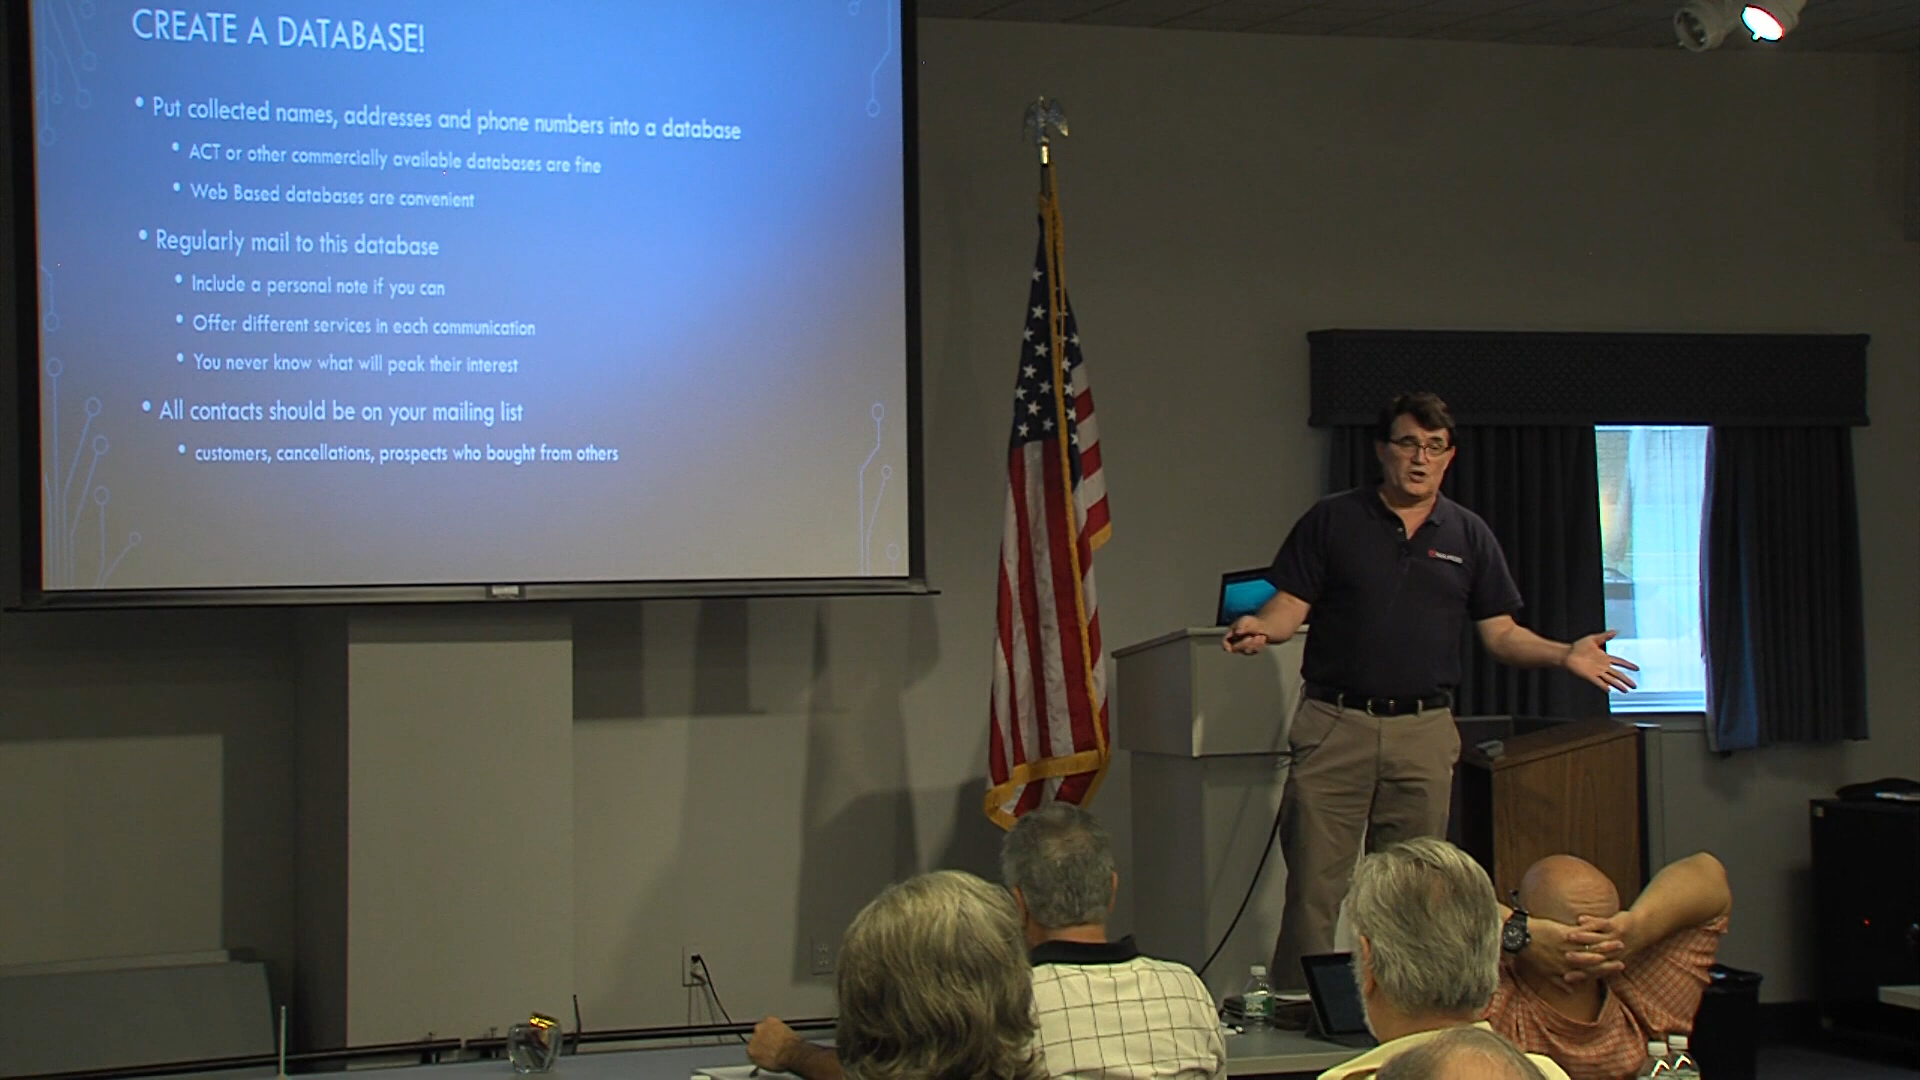 CREATE A DATABASE!
• Put collected names, addresses and phone numbers into a database
• ACT or other commercially available databases are fine
• Web Based databases are convenient
• Regularly mail to this database
• Include a personal note if you can
• Offer different services in each communication
• You never know what will peak their interest
• All contacts should be on your mailing list
• customers, cancellations, prospects who bought from others